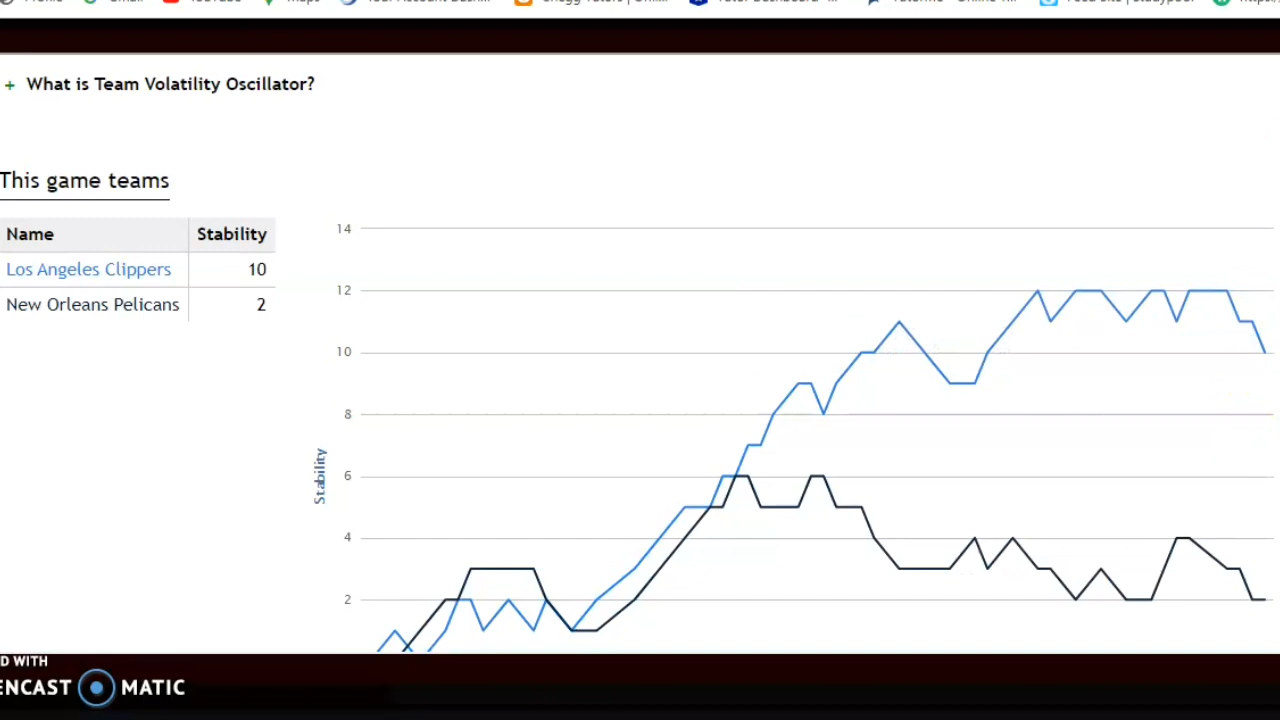 What is Team Volatility Oscillator?
This game teams
Name Stability
Los Angeles Clippers 10
New Orleans Pelicans 2
14
12
10
8
6
4
2
Stability
D WITH
ENCAST MATIC